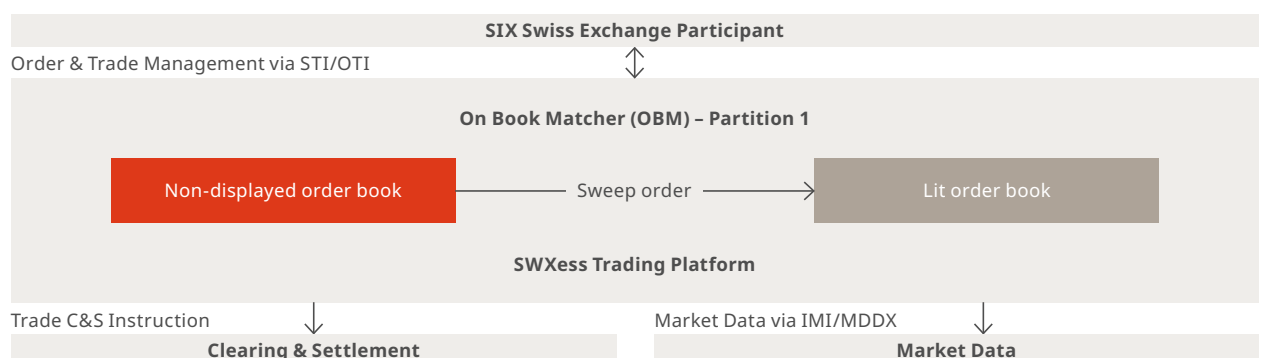 SIX Swiss Exchange Participant
Order & Trade Management via STI/OTI
On Book Matcher (OBM) – Partition 1
Non-displayed order book
Sweep order
Lit order book
SWXess Trading Platform
Trade C&S Instruction
Market Data via IMI/MDDX
Clearing & Settlement
Market Data